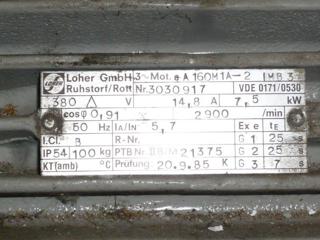 LOHER Loher GmbH 3~Mot. A 160M1A-2 IMB 3
Ruhstorf/Rott Nr. 3030917 VDE 0171/0530
380 △ V 14,8 A 7,5 kW
cosφ 0,91 2900 /min
50 Hz IA/IN 5,7 Ex e tE
I.Cl. B R-Nr. G 1 25 s
IP 54 100 kg PTB Nr. 21375 G 2 25 s
KT(amb) °C Prüfung 20.9.85 K G 3 7 s